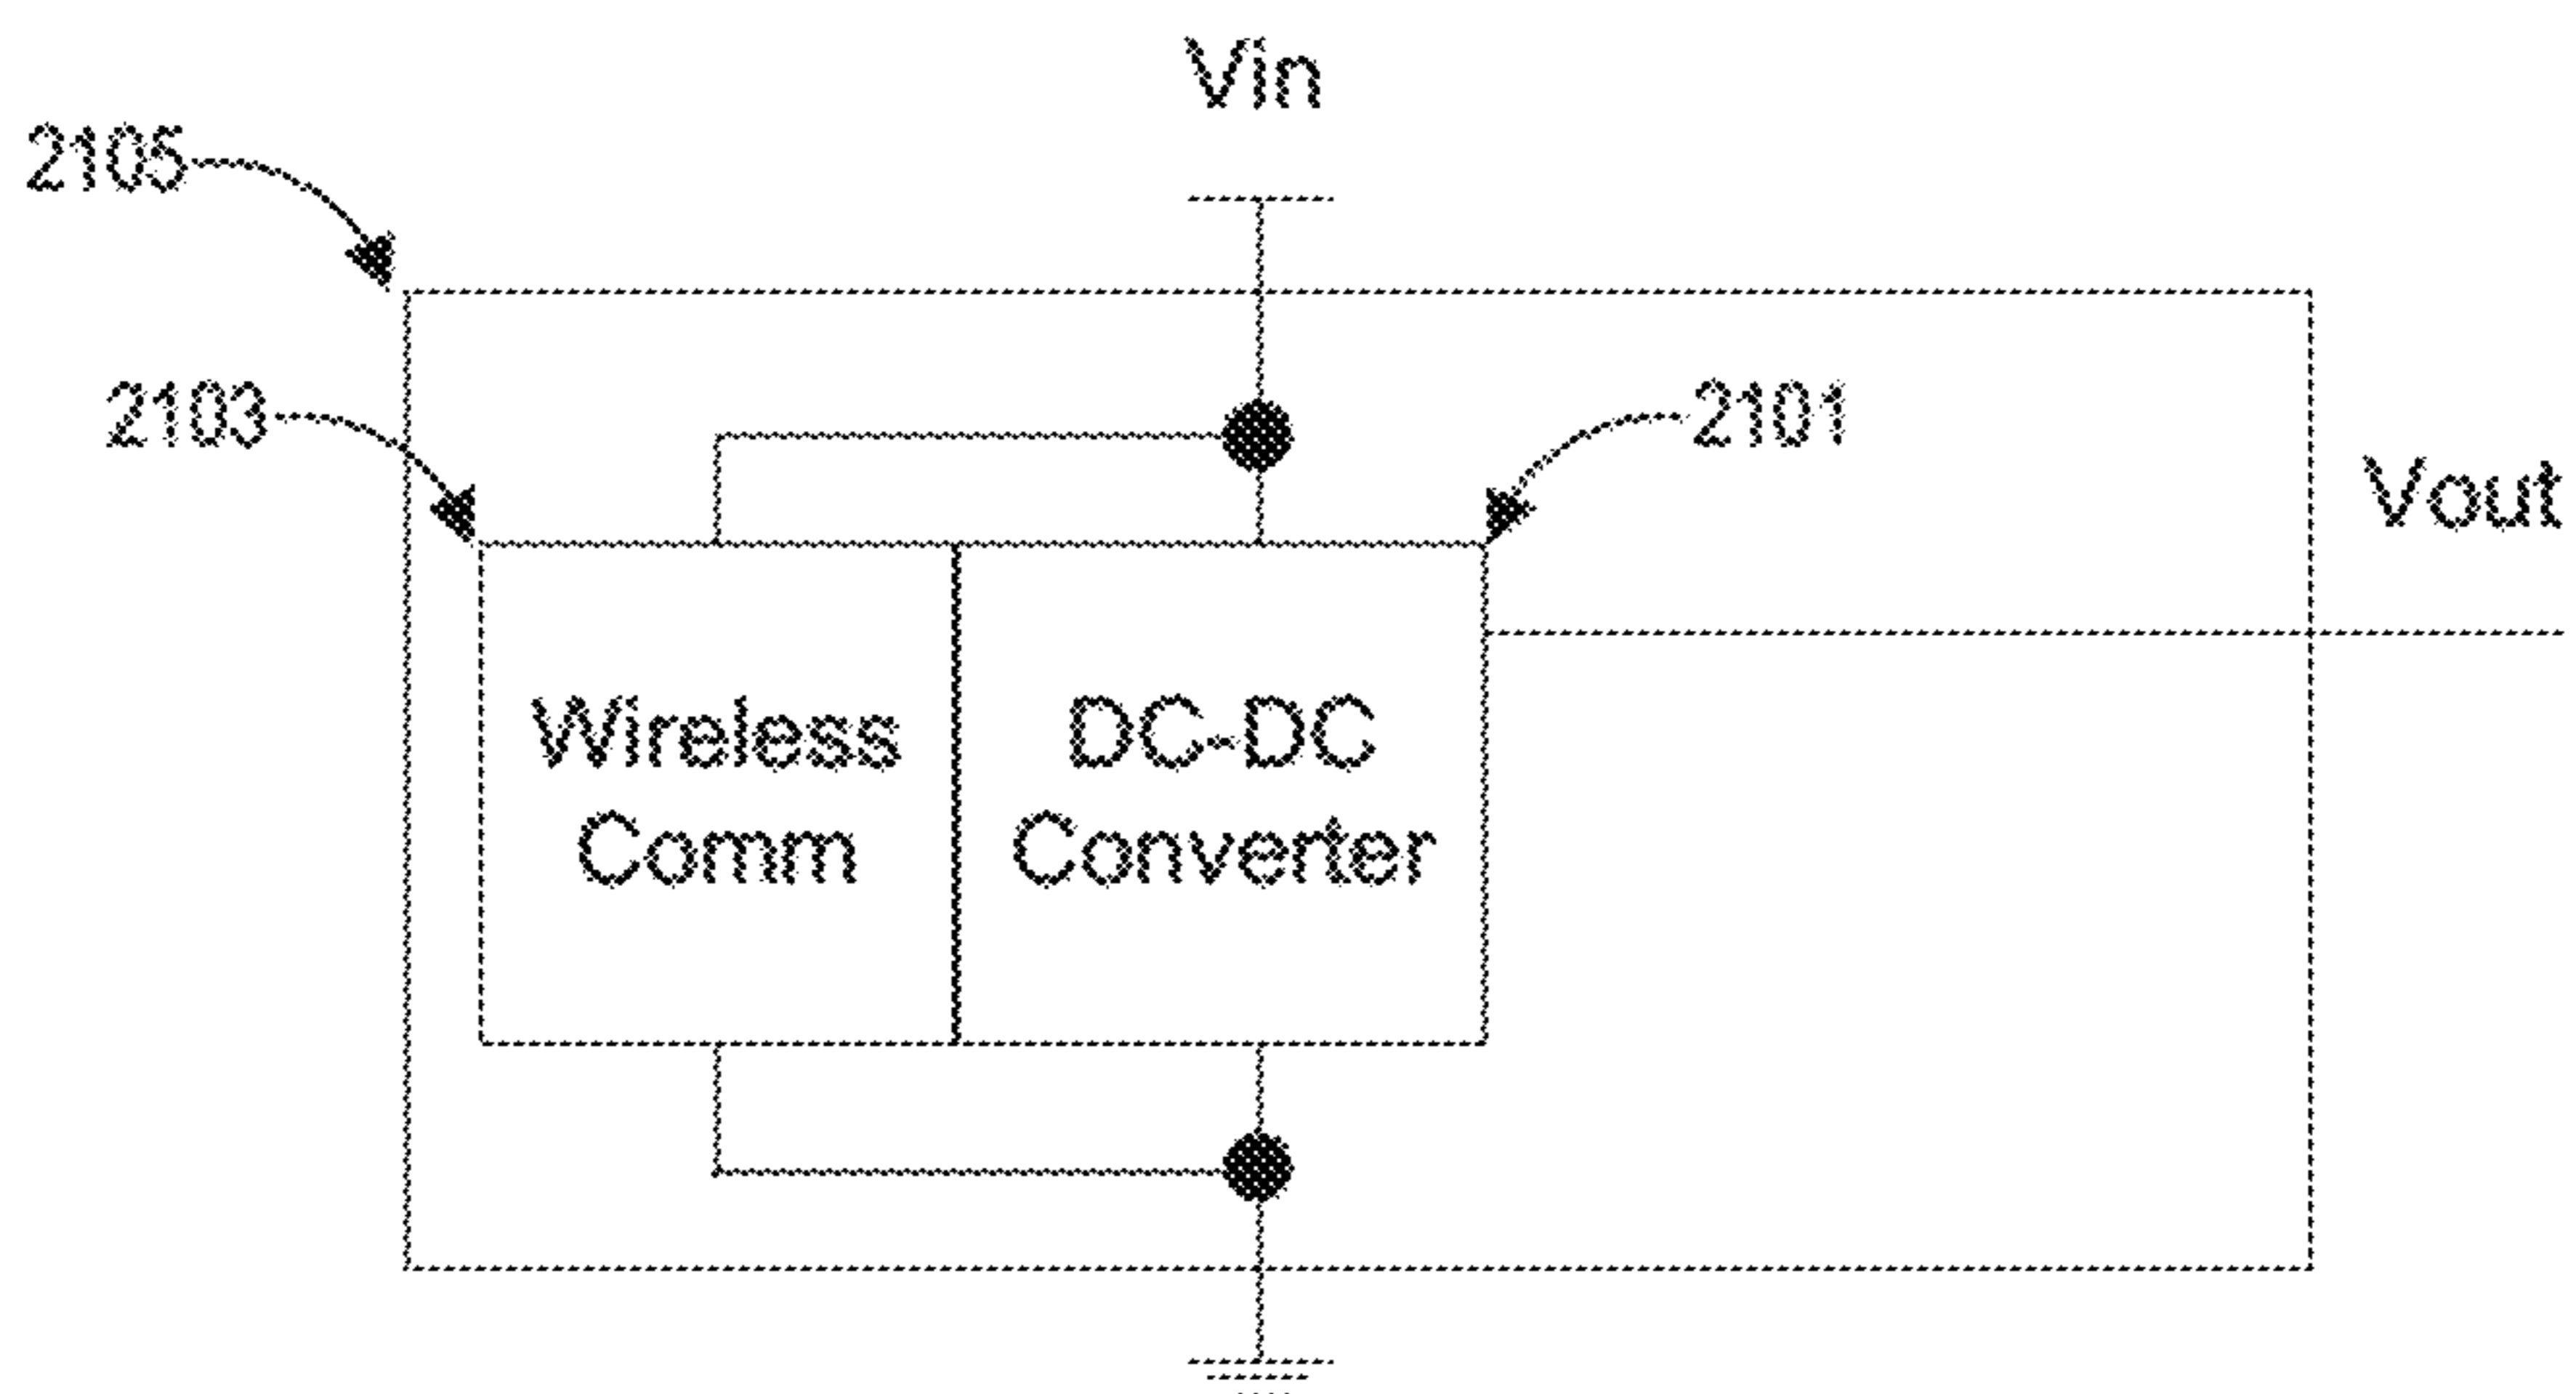 Vin
2105
2103
2101
Vout
Wireless
Comm
DC-DC
Converter